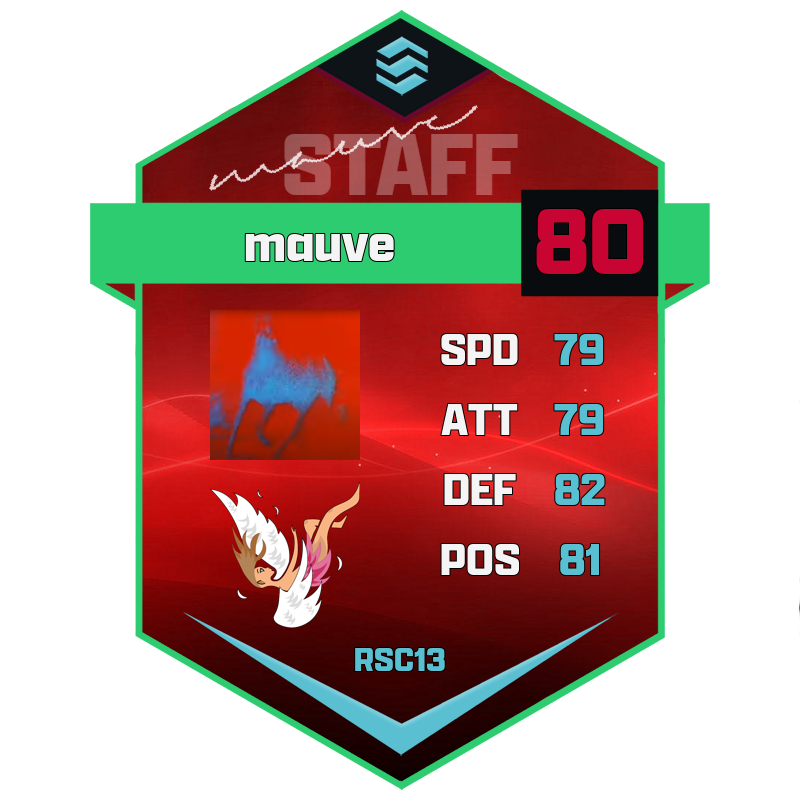 mauve
STAFF
mauve 80
SPD 79
ATT 79
DEF 82
POS 81
RSC13